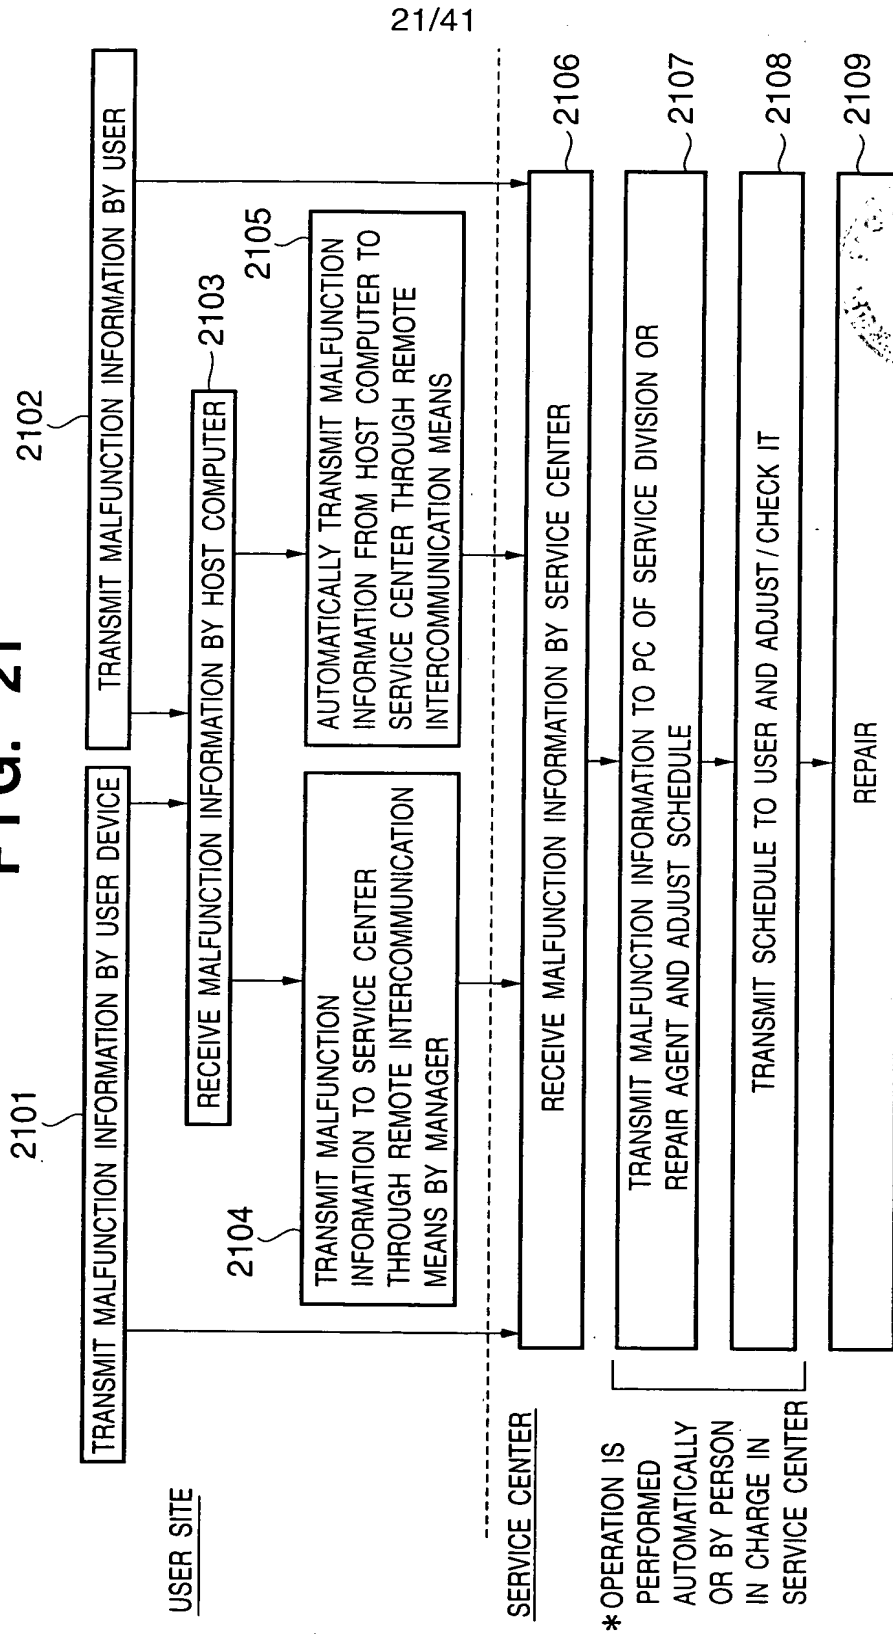 21/41
FIG. 21
2101
2102
TRANSMIT MALFUNCTION INFORMATION BY USER DEVICE
TRANSMIT MALFUNCTION INFORMATION BY USER
USER SITE
2103
RECEIVE MALFUNCTION INFORMATION BY HOST COMPUTER
2104
TRANSMIT MALFUNCTION
INFORMATION TO SERVICE CENTER
THROUGH REMOTE INTERCOMMUNICATION
MEANS BY MANAGER
2105
AUTOMATICALLY TRANSMIT MALFUNCTION
INFORMATION FROM HOST COMPUTER TO
SERVICE CENTER THROUGH REMOTE
INTERCOMMUNICATION MEANS
SERVICE CENTER
RECEIVE MALFUNCTION INFORMATION BY SERVICE CENTER
2106
*OPERATION IS
PERFORMED
AUTOMATICALLY
OR BY PERSON
IN CHARGE IN
SERVICE CENTER
TRANSMIT MALFUNCTION INFORMATION TO PC OF SERVICE DIVISION OR
REPAIR AGENT AND ADJUST SCHEDULE
2107
TRANSMIT SCHEDULE TO USER AND ADJUST/CHECK IT
2108
REPAIR
2109